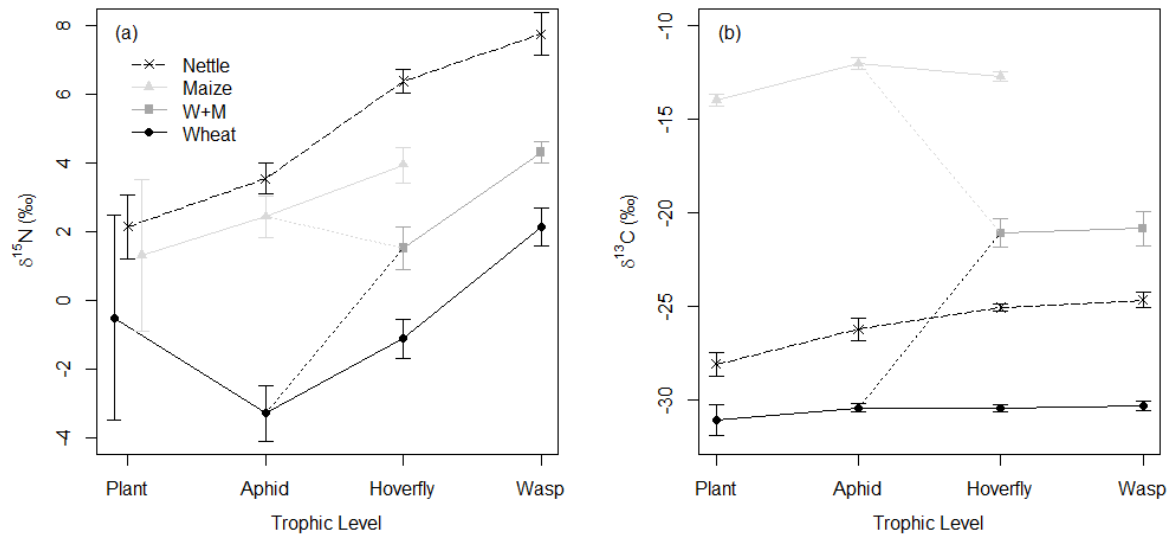 (a)
Nettle
Maize
W+M
Wheat
8
6
4
2
0
-2
-4
δ15N (‰)
Plant Aphid Hoverfly Wasp
Trophic Level
(b)
-10
-15
-20
-25
-30
δ13C (‰)
Plant Aphid Hoverfly Wasp
Trophic Level